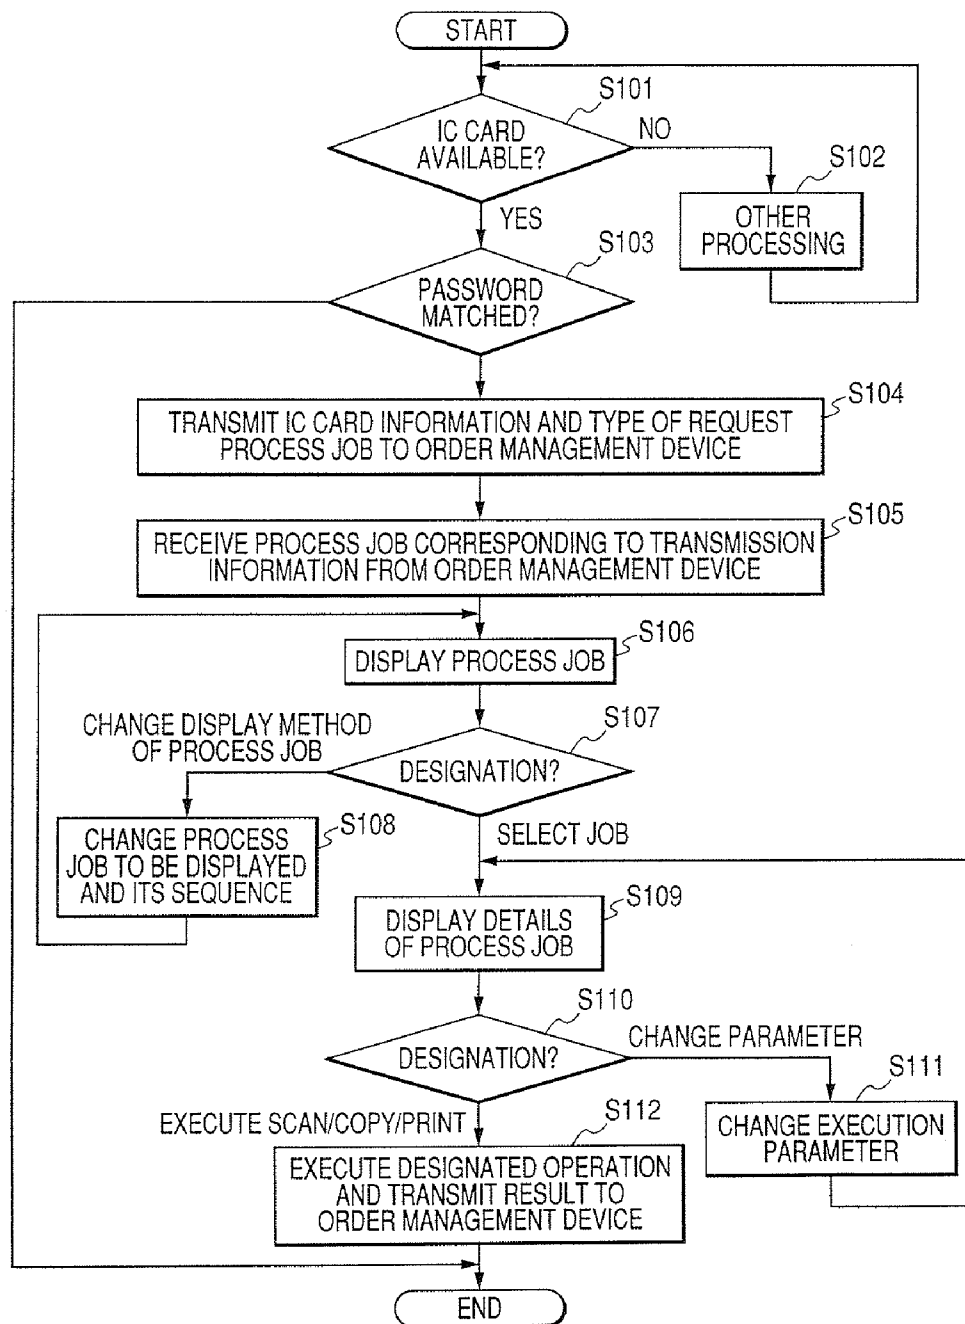 START
S101
IC CARD
AVAILABLE?
NO
S102
OTHER
PROCESSING
YES
S103
PASSWORD
MATCHED?
S104
TRANSMIT IC CARD INFORMATION AND TYPE OF REQUEST
PROCESS JOB TO ORDER MANAGEMENT DEVICE
S105
RECEIVE PROCESS JOB CORRESPONDING TO TRANSMISSION
INFORMATION FROM ORDER MANAGEMENT DEVICE
S106
DISPLAY PROCESS JOB
S107
CHANGE DISPLAY METHOD
OF PROCESS JOB
DESIGNATION?
S108
CHANGE PROCESS
JOB TO BE DISPLAYED
AND ITS SEQUENCE
SELECT JOB
S109
DISPLAY DETAILS
OF PROCESS JOB
S110
DESIGNATION?
CHANGE PARAMETER
S111
CHANGE EXECUTION
PARAMETER
EXECUTE SCAN/COPY/PRINT
S112
EXECUTE DESIGNATED OPERATION
AND TRANSMIT RESULT TO
ORDER MANAGEMENT DEVICE
END